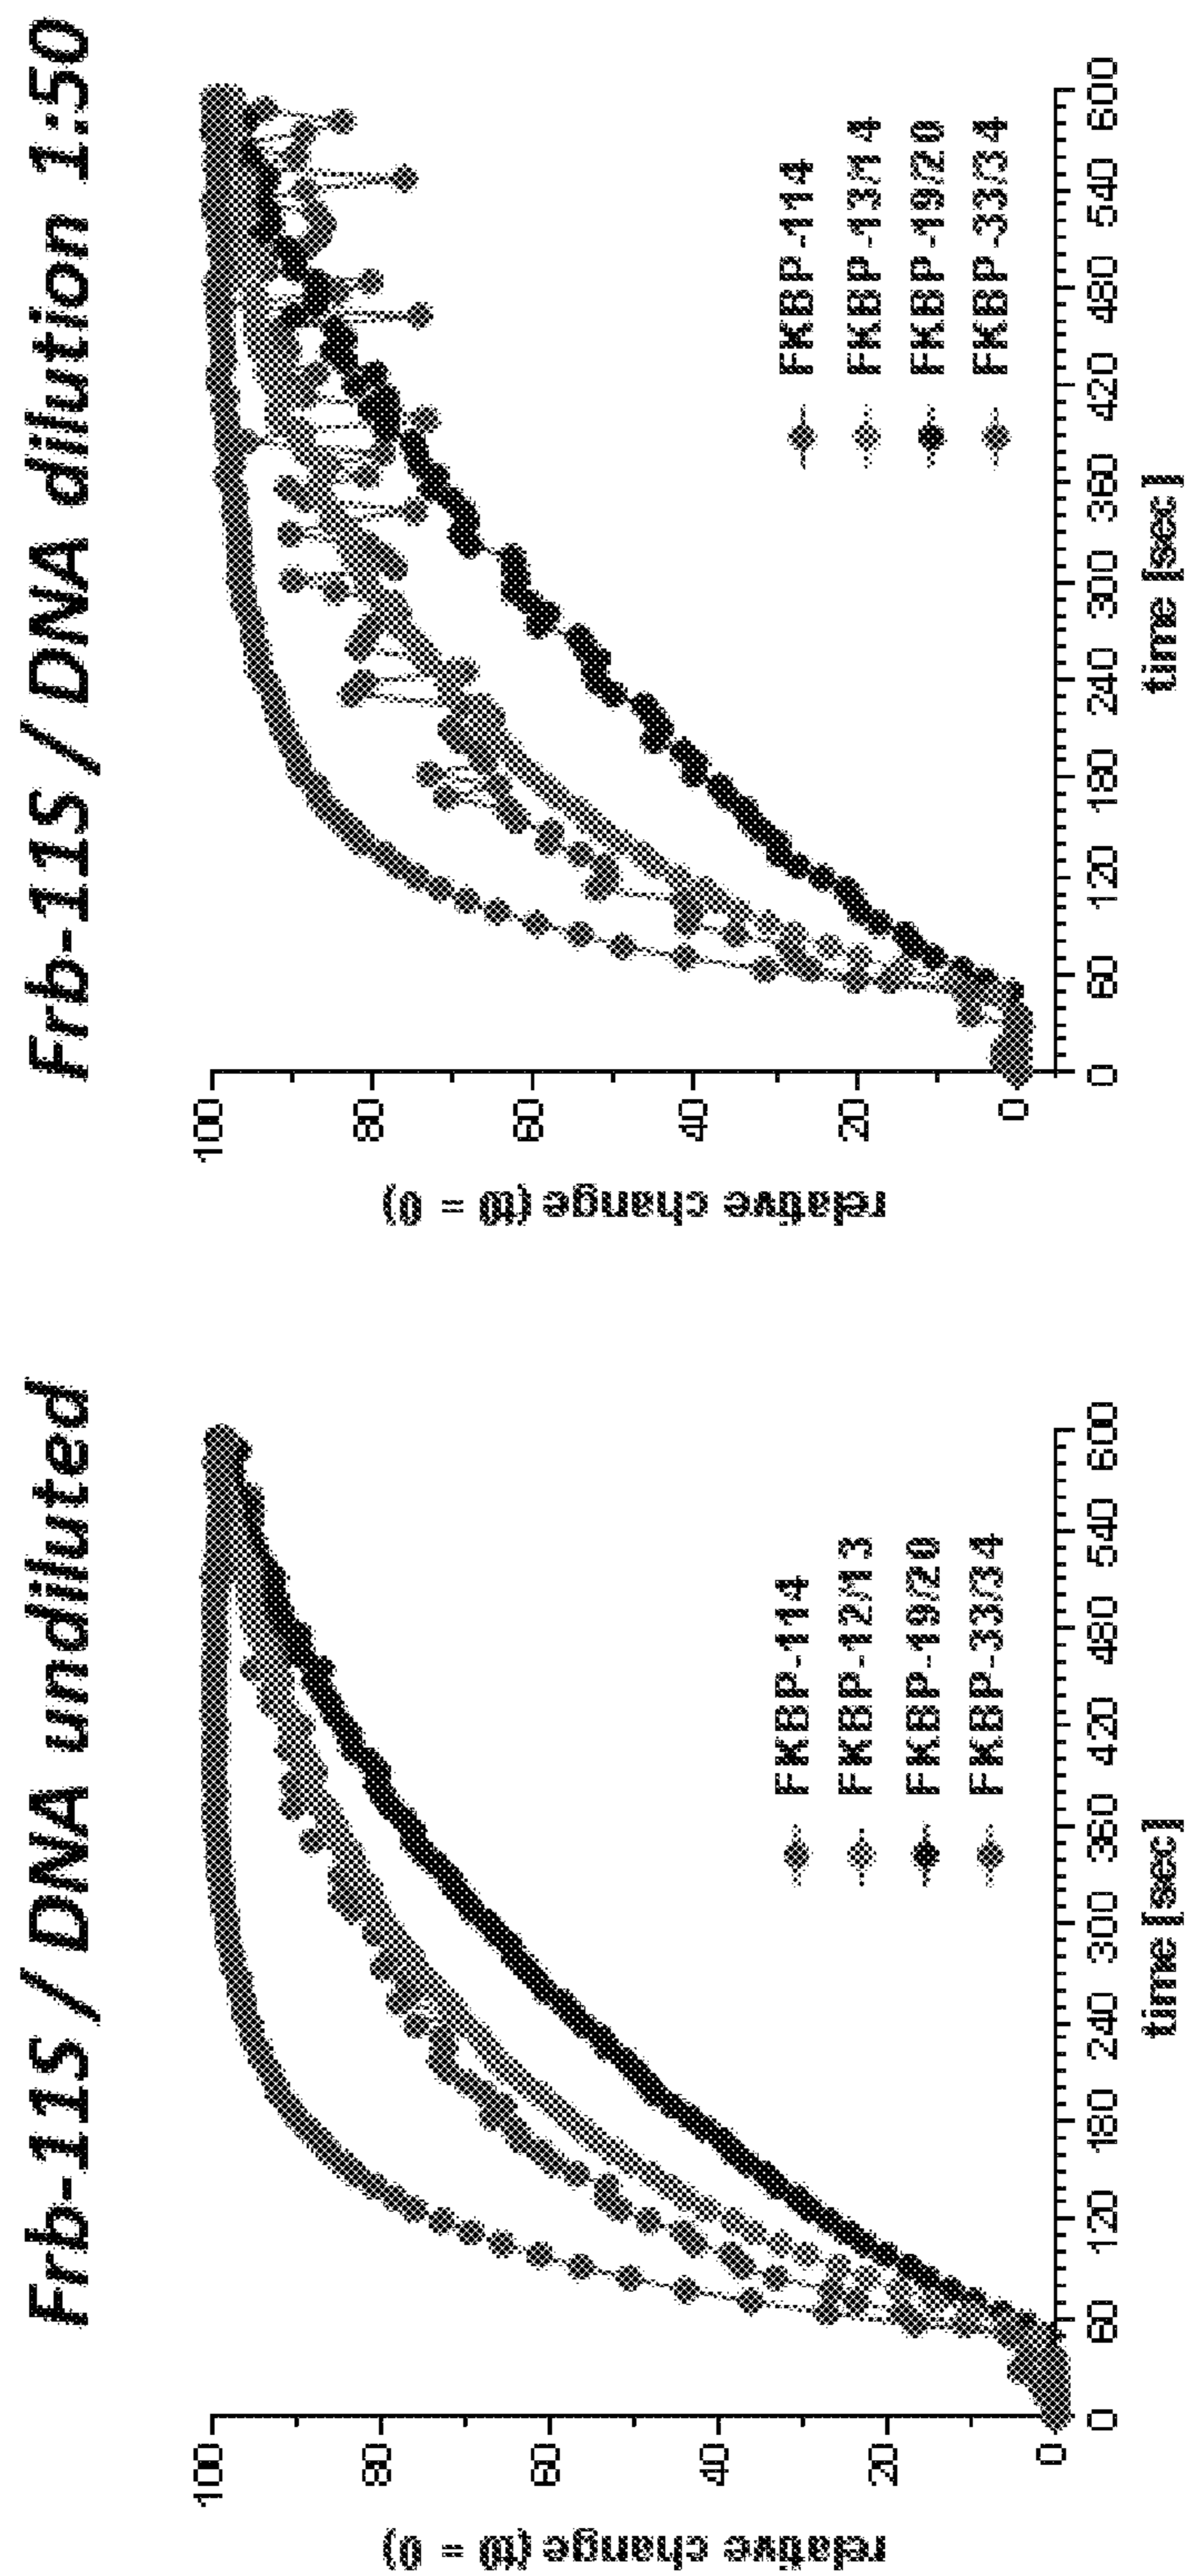 Frb-11S / DNA undiluted
relative change (t0 = 0)
100
80
60
40
20
0
0 60 120 180 240 300 360 420 480 540 600
time [sec]
FKBP-114
FKBP-12/13
FKBP-19/20
FKBP-33/34
Frb-11S / DNA dilution 1:50
relative change (t0 = 0)
100
80
60
40
20
0
0 60 120 180 240 300 360 420 480 540 600
time [sec]
FKBP-114
FKBP-13/14
FKBP-19/20
FKBP-33/34